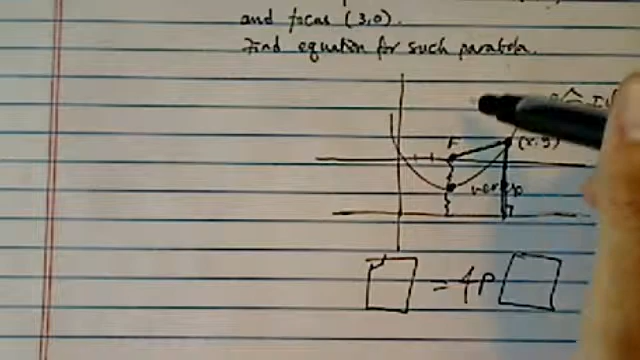 and focus (3,0).
Find equation for such parabola.
F
(x,y)
vertex
= 4P